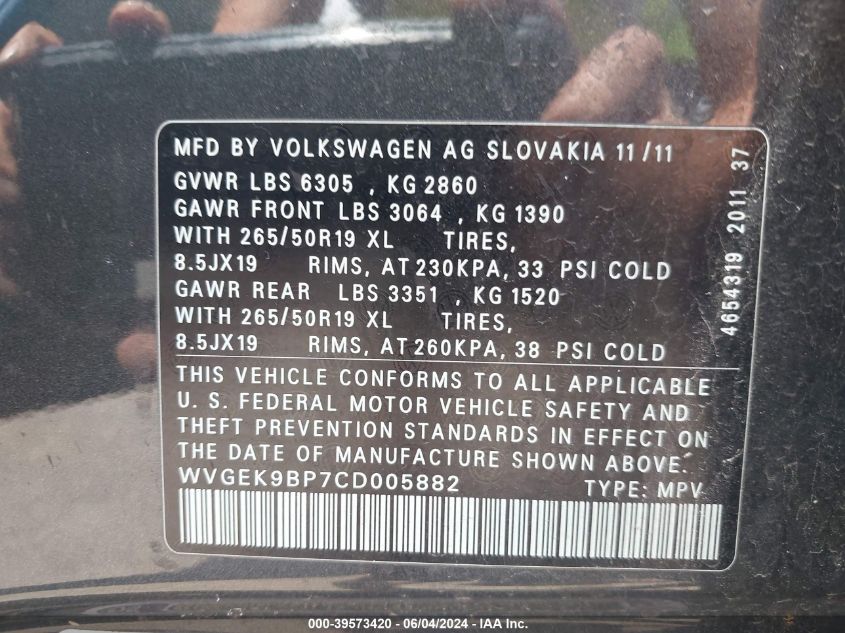 MFD BY VOLKSWAGEN AG SLOVAKIA 11/11
GVWR LBS 6305 , KG 2860
GAWR FRONT LBS 3064 , KG 1390
WITH 265/50R19 XL TIRES,
8.5JX19 RIMS, AT 230KPA, 33 PSI COLD
GAWR REAR LBS 3351 , KG 1520
WITH 265/50R19 XL TIRES,
8.5JX19 RIMS, AT 260KPA, 38 PSI COLD
THIS VEHICLE CONFORMS TO ALL APPLICABLE
U. S. FEDERAL MOTOR VEHICLE SAFETY AND
THEFT PREVENTION STANDARDS IN EFFECT ON
THE DATE OF MANUFACTURE SHOWN ABOVE.
WVGEK9BP7CD005882 TYPE: MPV
4654319 2011 37
000-39573420 - 06/04/2024 - IAA Inc.